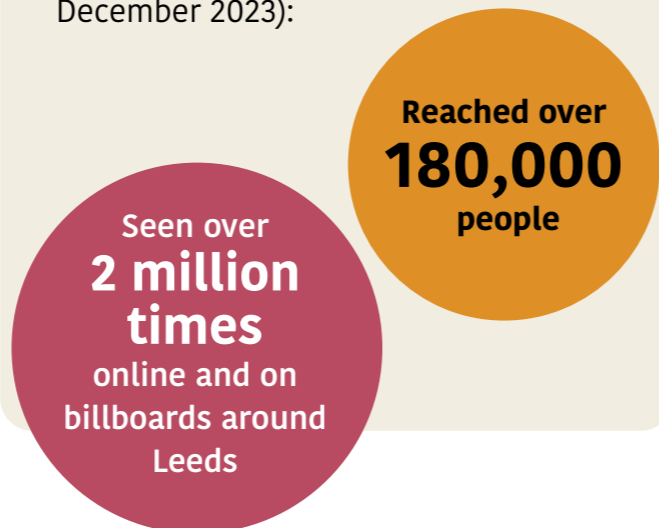 December 2023):
Reached over
180,000
people
Seen over
2 million
times
online and on
billboards around
Leeds